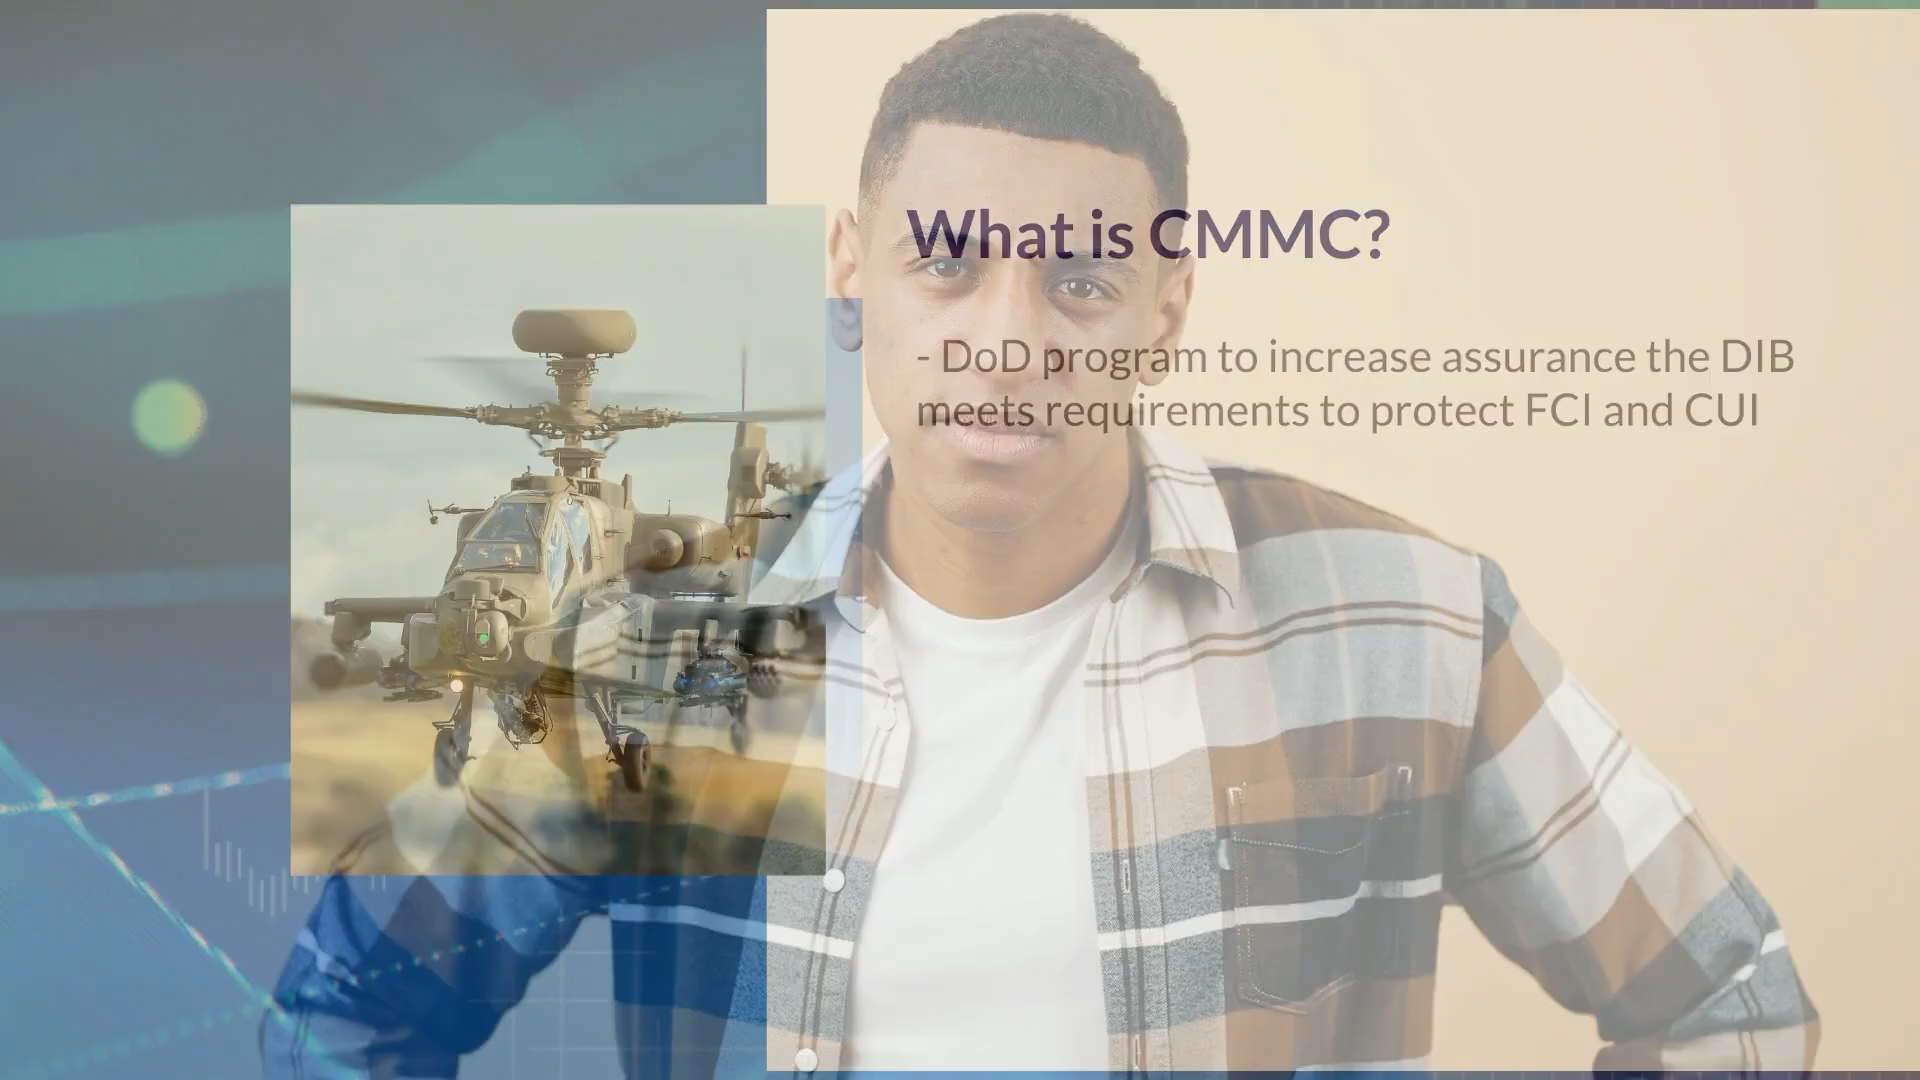 What is CMMC?
- DoD program to increase assurance the DIB
meets requirements to protect FCI and CUI